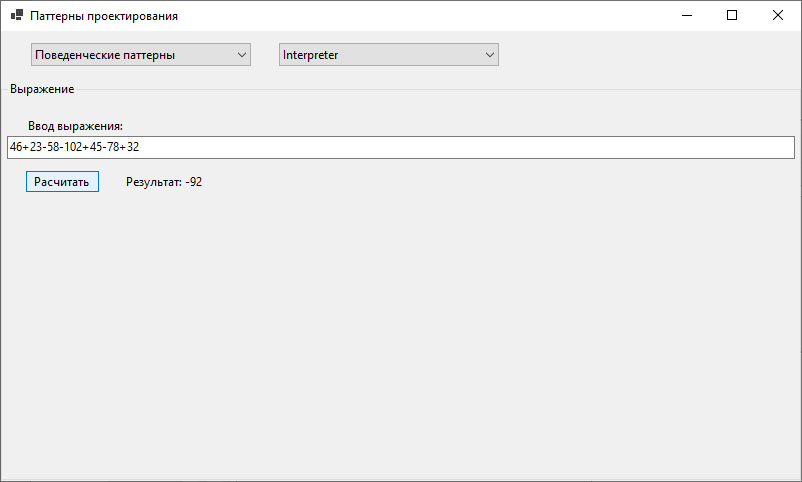 Паттерны проектирования
Поведенческие паттерны Interpreter
Выражение
Ввод выражения:
46+23-58-102+45-78+32
Расчитать Результат: -92